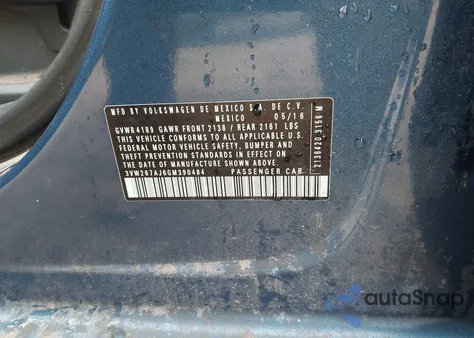 MFD BY VOLKSWAGEN DE MEXICO S.A. DE C.V.
MEXICO 05/16
GVWR 4189 GAWR FRONT 2138 / REAR 2161 LBS
THIS VEHICLE CONFORMS TO ALL APPLICABLE U.S.
FEDERAL MOTOR VEHICLE SAFETY, BUMPER AND
THEFT PREVENTION STANDARDS IN EFFECT ON
THE DATE OF MANUFACTURE SHOWN ABOVE.
3VW267AJ6GM390484 PASSENGER CAR
2136420 3156 M
autoSnap